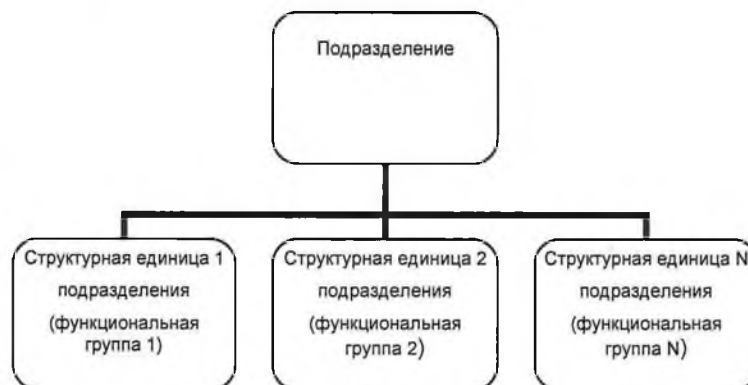 Подразделение
Структурная единица 1
подразделения
(функциональная
группа 1)
Структурная единица 2
подразделения
(функциональная
группа 2)
Структурная единица N
подразделения
(функциональная
группа N)